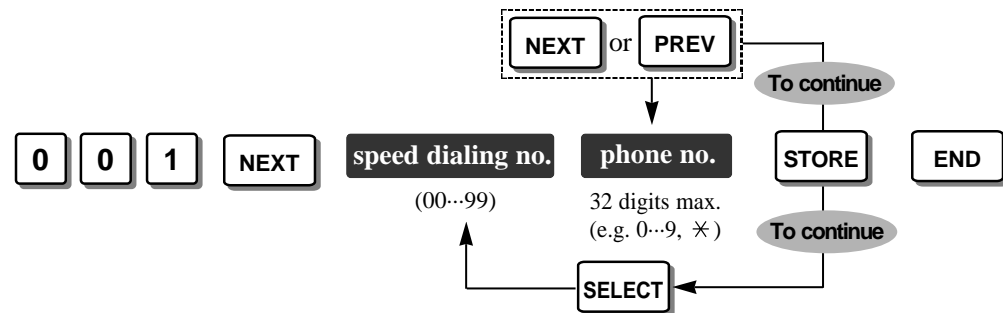 NEXT or PREV
To continue
0 0 1 NEXT speed dialing no. phone no. STORE END
(00···99) 32 digits max.
(e.g. 0···9, ✳)
To continue
SELECT